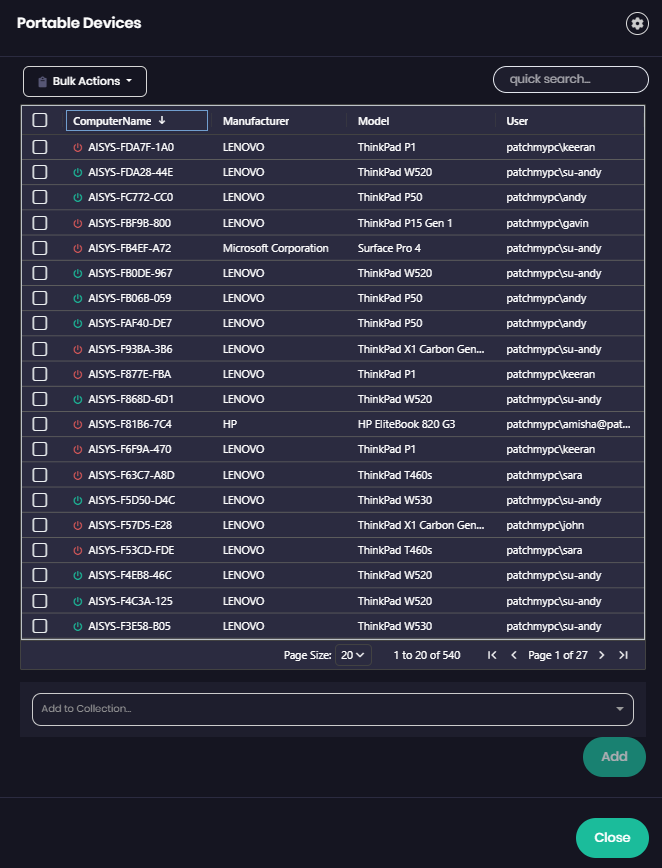 Portable Devices
Bulk Actions
quick search...
ComputerName Manufacturer Model User
AISYS-FDA7F-1A0 LENOVO ThinkPad P1 patchmypc\keeran
AISYS-FDA28-44E LENOVO ThinkPad W520 patchmypc\su-andy
AISYS-FC772-CC0 LENOVO ThinkPad P50 patchmypc\andy
AISYS-FBF9B-800 LENOVO ThinkPad P15 Gen 1 patchmypc\gavin
AISYS-FB4EF-A72 Microsoft Corporation Surface Pro 4 patchmypc\su-andy
AISYS-FB0DE-967 LENOVO ThinkPad W520 patchmypc\su-andy
AISYS-FB06B-059 LENOVO ThinkPad P50 patchmypc\andy
AISYS-FAF40-DE7 LENOVO ThinkPad P50 patchmypc\andy
AISYS-F93BA-3B6 LENOVO ThinkPad X1 Carbon Gen... patchmypc\su-andy
AISYS-F877E-FBA LENOVO ThinkPad P1 patchmypc\keeran
AISYS-F868D-6D1 LENOVO ThinkPad W520 patchmypc\su-andy
AISYS-F81B6-7C4 HP HP EliteBook 820 G3 patchmypc\amisha@pat...
AISYS-F6F9A-470 LENOVO ThinkPad P1 patchmypc\keeran
AISYS-F63C7-A8D LENOVO ThinkPad T460s patchmypc\sara
AISYS-F5D50-D4C LENOVO ThinkPad W530 patchmypc\su-andy
AISYS-F57D5-E28 LENOVO ThinkPad X1 Carbon Gen... patchmypc\john
AISYS-F53CD-FDE LENOVO ThinkPad T460s patchmypc\sara
AISYS-F4EB8-46C LENOVO ThinkPad W520 patchmypc\su-andy
AISYS-F4C3A-125 LENOVO ThinkPad W520 patchmypc\su-andy
AISYS-F3E58-B05 LENOVO ThinkPad W530 patchmypc\su-andy
Page Size: 20 1 to 20 of 540 Page 1 of 27
Add to Collection...
Add
Close